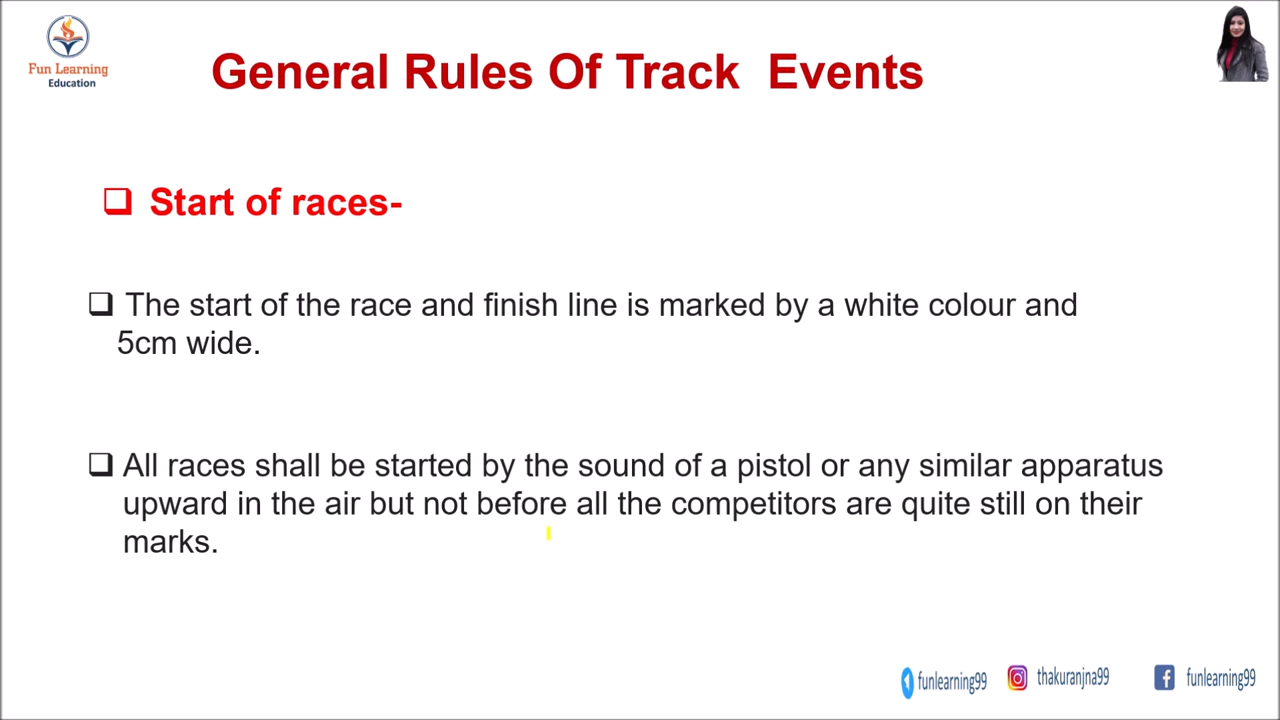 Fun Learning
Education
General Rules Of Track Events
Start of races-
The start of the race and finish line is marked by a white colour and
5cm wide.
All races shall be started by the sound of a pistol or any similar apparatus
upward in the air but not before all the competitors are quite still on their
marks.
funlearning99 thakuranjna99 funlearning99